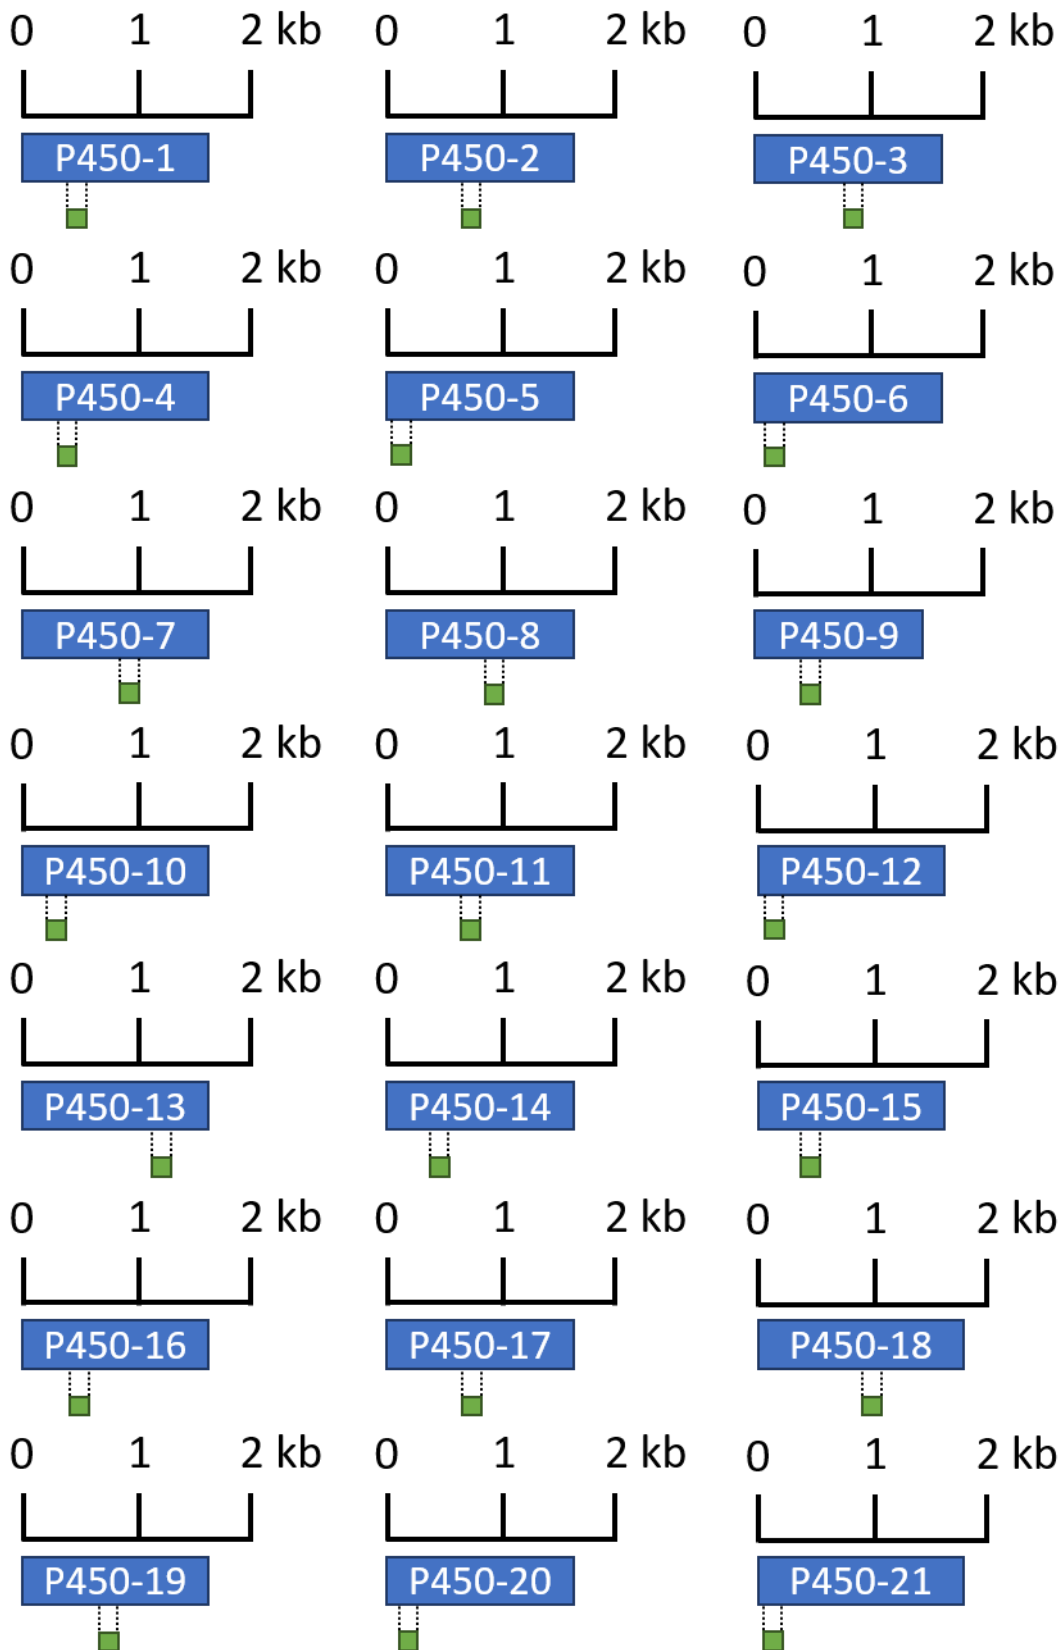 0 1 2 kb 0 1 2 kb 0 1 2 kb
P450-1 P450-2 P450-3
0 1 2 kb 0 1 2 kb 0 1 2 kb
P450-4 P450-5 P450-6
0 1 2 kb 0 1 2 kb 0 1 2 kb
P450-7 P450-8 P450-9
0 1 2 kb 0 1 2 kb 0 1 2 kb
P450-10 P450-11 P450-12
0 1 2 kb 0 1 2 kb 0 1 2 kb
P450-13 P450-14 P450-15
0 1 2 kb 0 1 2 kb 0 1 2 kb
P450-16 P450-17 P450-18
0 1 2 kb 0 1 2 kb 0 1 2 kb
P450-19 P450-20 P450-21